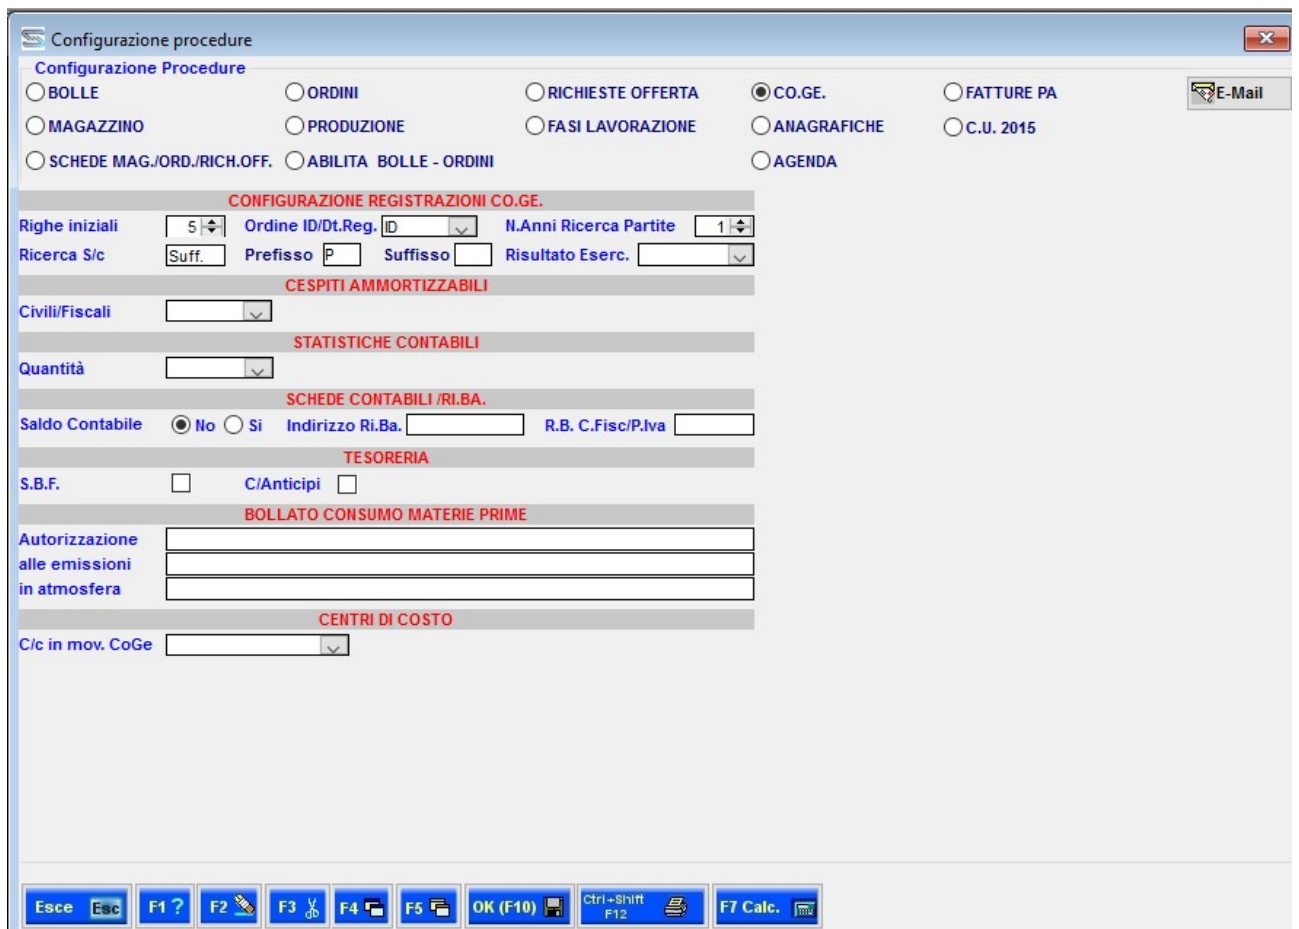 Configurazione procedure
Configurazione Procedure
BOLLE ORDINI RICHIESTE OFFERTA CO.GE. FATTURE PA E-Mail
MAGAZZINO PRODUZIONE FASI LAVORAZIONE ANAGRAFICHE C.U. 2015
SCHEDE MAG./ORD./RICH.OFF. ABILITA BOLLE - ORDINI AGENDA
CONFIGURAZIONE REGISTRAZIONI CO.GE.
Righe iniziali 5 Ordine ID/Dt.Reg. ID N.Anni Ricerca Partite 1
Ricerca S/c Suff. Prefisso P Suffisso Risultato Eserc.
CESPITI AMMORTIZZABILI
Civili/Fiscali
STATISTICHE CONTABILI
Quantità
SCHEDE CONTABILI /RI.BA.
Saldo Contabile No Si Indirizzo Ri.Ba. R.B. C.Fisc/P.Iva
TESORERIA
S.B.F. C/Anticipi
BOLLATO CONSUMO MATERIE PRIME
Autorizzazione
alle emissioni
in atmosfera
CENTRI DI COSTO
C/c in mov. CoGe
Esce Esc F1 ? F2 F3 F4 F5 OK (F10) Ctrl+Shift F12 F7 Calc.